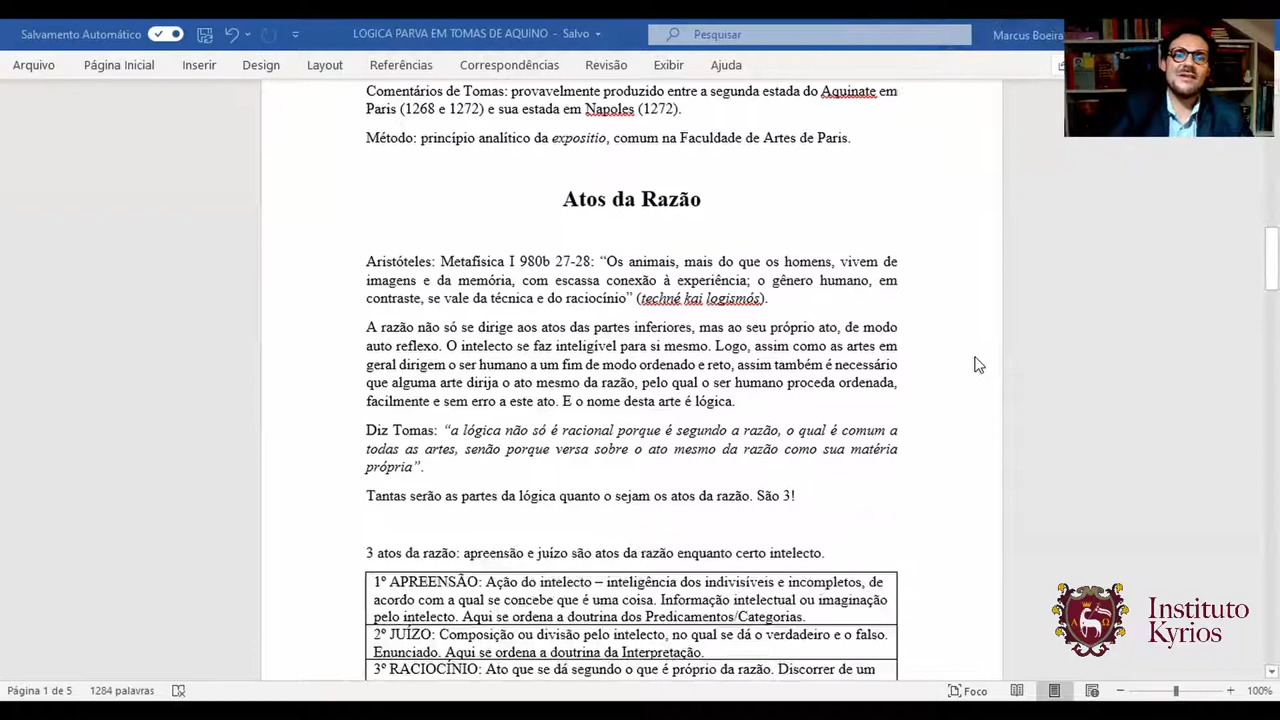 Salvamento Automático
LOGICA PARVA EM TOMAS DE AQUINO - Salvo
Pesquisar
Marcus Boeira
Arquivo Página Inicial Inserir Design Layout Referências Correspondências Revisão Exibir Ajuda
Comentários de Tomas: provavelmente produzido entre a segunda estada do Aquinate em
Paris (1268 e 1272) e sua estada em Napoles (1272).
Método: princípio analítico da expositio, comum na Faculdade de Artes de Paris.
Atos da Razão
Aristóteles: Metafísica I 980b 27-28: “Os animais, mais do que os homens, vivem de
imagens e da memória, com escassa conexão à experiência; o gênero humano, em
contraste, se vale da técnica e do raciocínio” (techné kai logismós).
A razão não só se dirige aos atos das partes inferiores, mas ao seu próprio ato, de modo
auto reflexo. O intelecto se faz inteligível para si mesmo. Logo, assim como as artes em
geral dirigem o ser humano a um fim de modo ordenado e reto, assim também é necessário
que alguma arte dirija o ato mesmo da razão, pelo qual o ser humano proceda ordenada,
facilmente e sem erro a este ato. E o nome desta arte é lógica.
Diz Tomas: “a lógica não só é racional porque é segundo a razão, o qual é comum a
todas as artes, senão porque versa sobre o ato mesmo da razão como sua matéria
própria”.
Tantas serão as partes da lógica quanto o sejam os atos da razão. São 3!
3 atos da razão: apreensão e juízo são atos da razão enquanto certo intelecto.
1º APREENSÃO: Ação do intelecto – inteligência dos indivisíveis e incompletos, de
acordo com a qual se concebe que é uma coisa. Informação intelectual ou imaginação
pelo intelecto. Aqui se ordena a doutrina dos Predicamentos/Categorias.
2º JUÍZO: Composição ou divisão pelo intelecto, no qual se dá o verdadeiro e o falso.
Enunciado. Aqui se ordena a doutrina da Interpretação.
3º RACIOCÍNIO: Ato que se dá segundo o que é próprio da razão. Discorrer de um
Α Ω
Instituto
Kyrios
Página 1 de 5 1284 palavras
Foco
100%